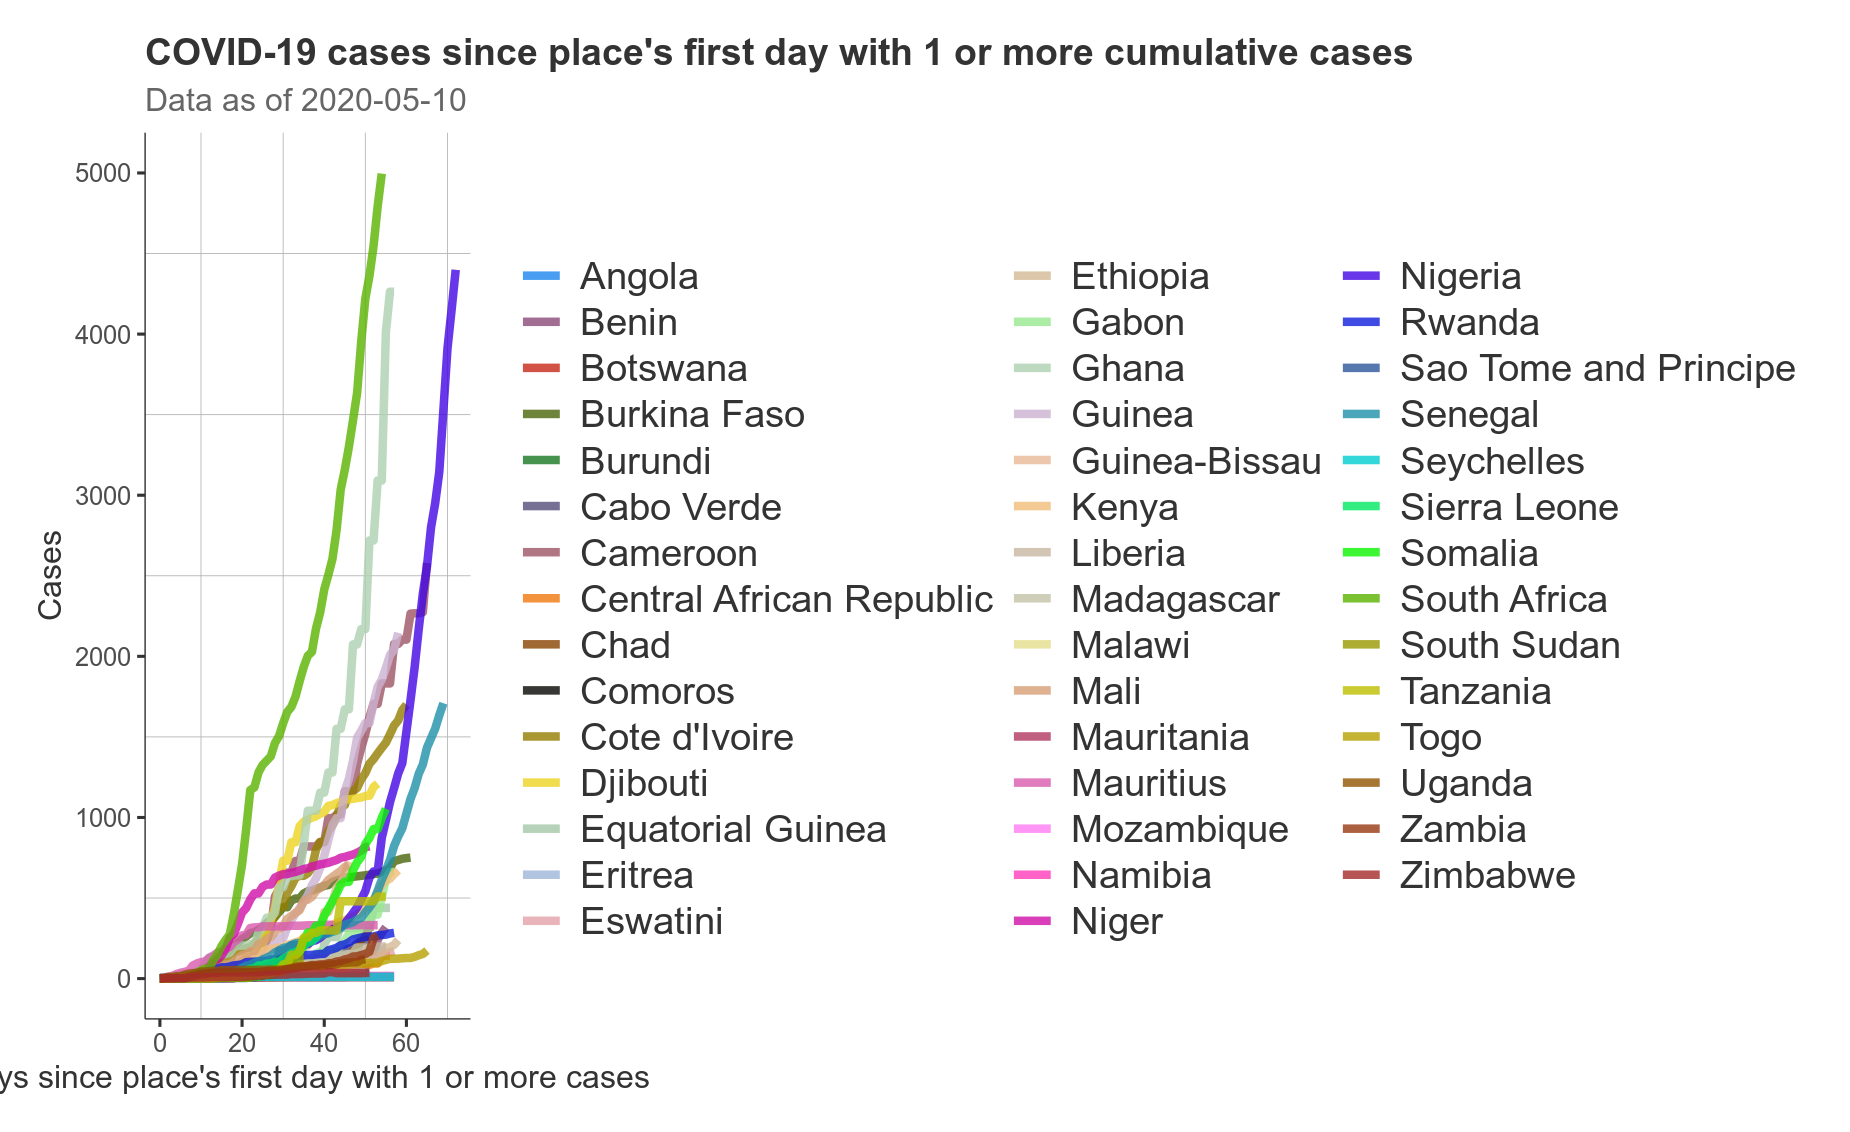 COVID-19 cases since place's first day with 1 or more cumulative cases
Data as of 2020-05-10
Cases
5000
4000
3000
2000
1000
0
0 20 40 60
ys since place's first day with 1 or more cases
Angola
Benin
Botswana
Burkina Faso
Burundi
Cabo Verde
Cameroon
Central African Republic
Chad
Comoros
Cote d'Ivoire
Djibouti
Equatorial Guinea
Eritrea
Eswatini
Ethiopia
Gabon
Ghana
Guinea
Guinea-Bissau
Kenya
Liberia
Madagascar
Malawi
Mali
Mauritania
Mauritius
Mozambique
Namibia
Niger
Nigeria
Rwanda
Sao Tome and Principe
Senegal
Seychelles
Sierra Leone
Somalia
South Africa
South Sudan
Tanzania
Togo
Uganda
Zambia
Zimbabwe